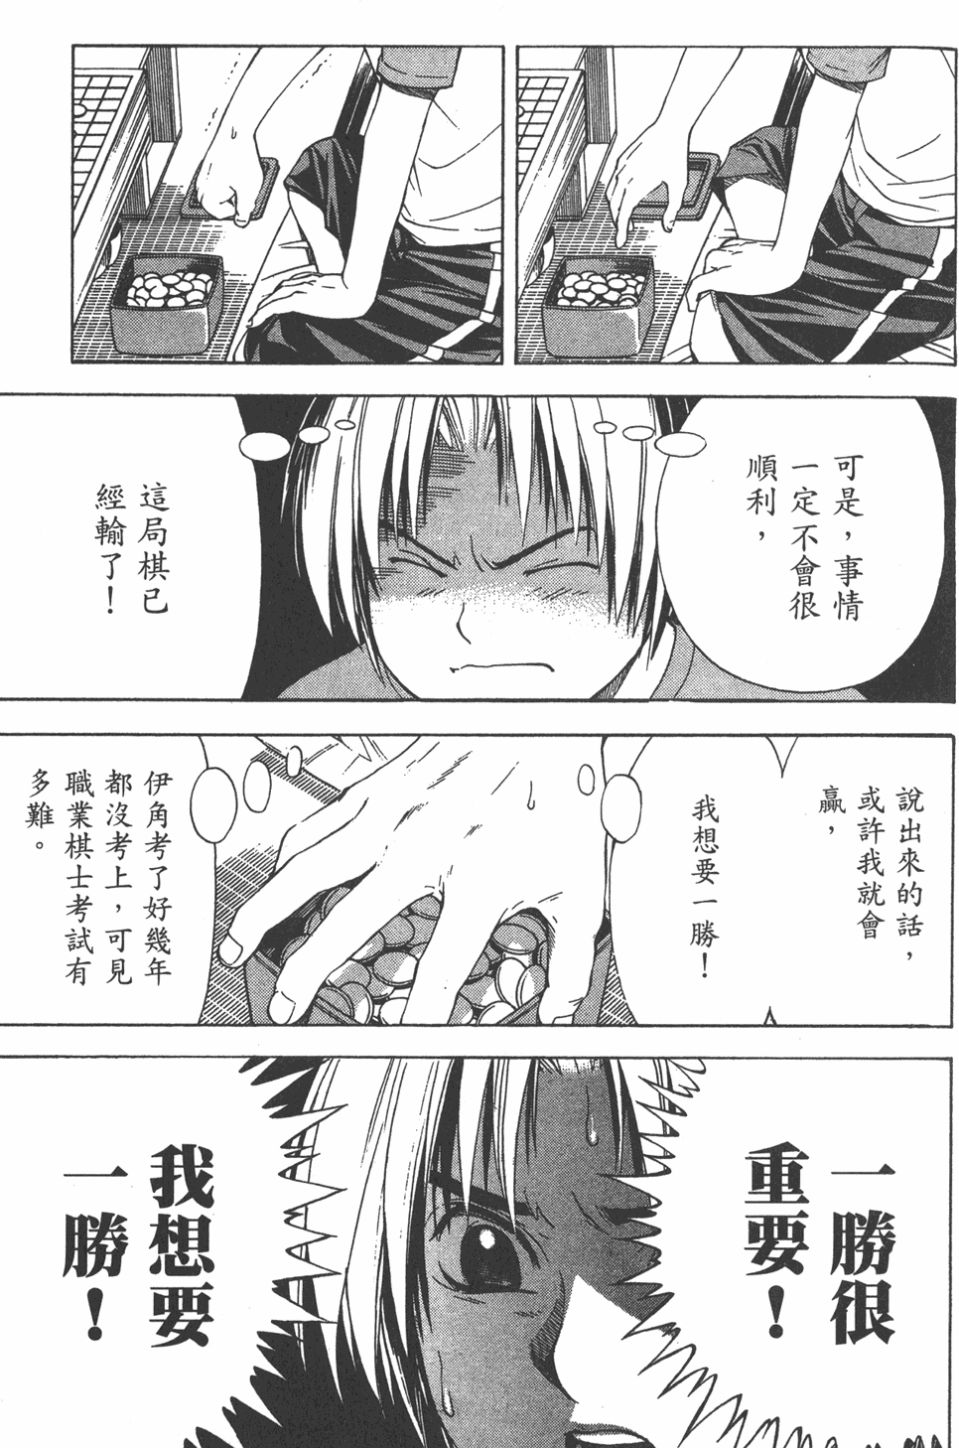 可是，事情
一定不會很
順利，
這局棋已
經輸了！
說出來的話，
或許我就會
贏，
我想要一勝！
伊角考了好幾年
都沒考上，可見
職業棋士考試有
多難。
一勝很
重要！
我想要
一勝！